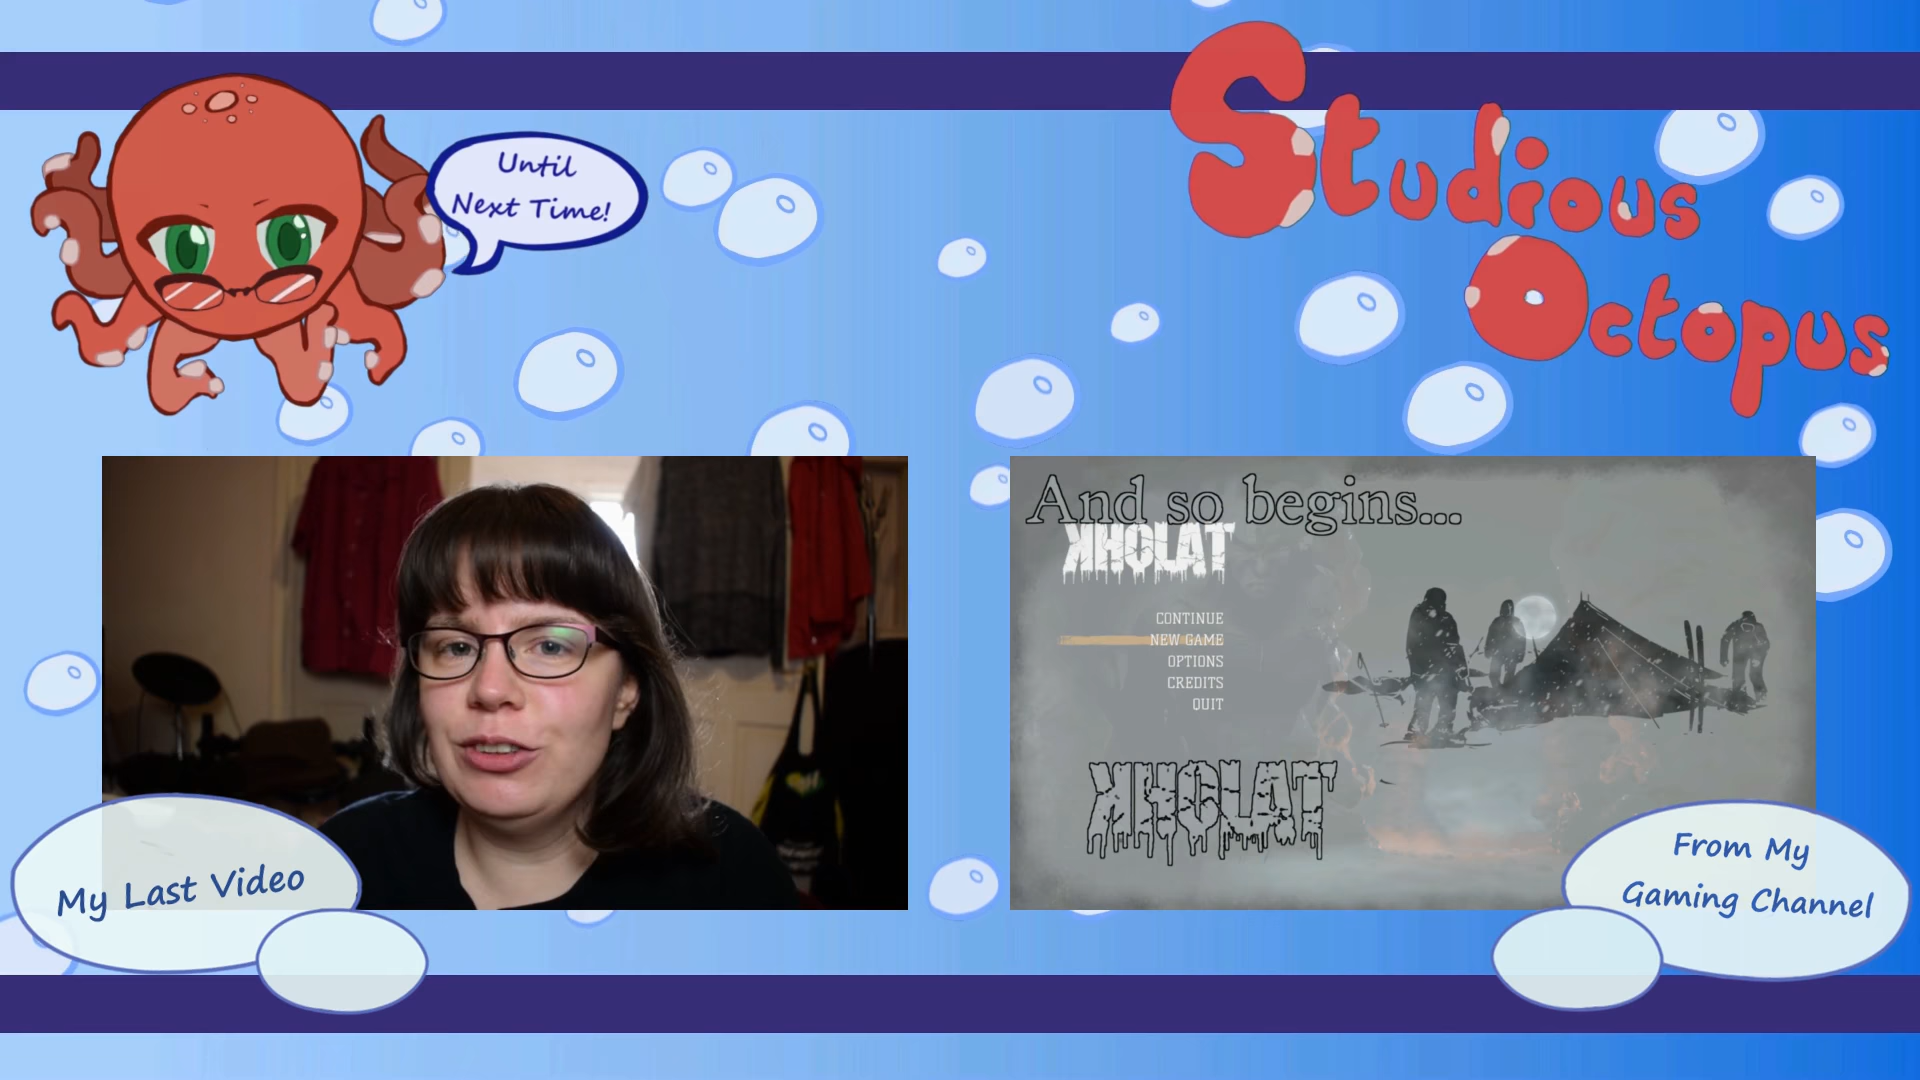 Until
Next Time!
Studious
Octopus
And so begins...
KHOLAT
CONTINUE
NEW GAME
OPTIONS
CREDITS
QUIT
KHOLAT
My Last Video
From My
Gaming Channel